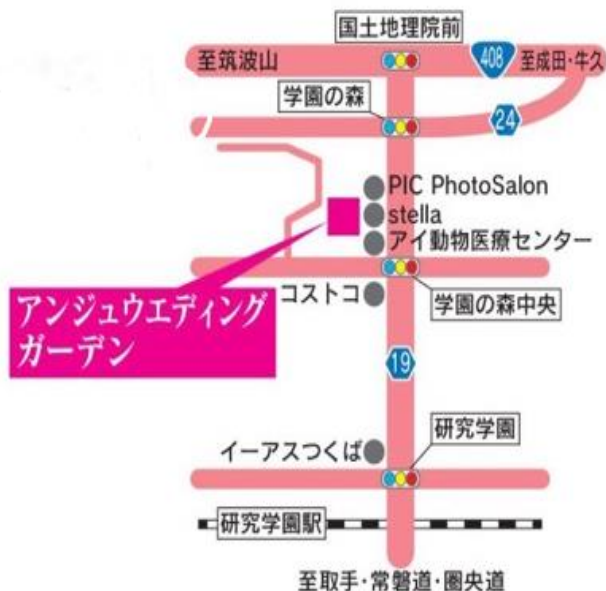 国土地理院前
至筑波山
408
至成田・牛久
学園の森
24
PIC PhotoSalon
stella
アイ動物医療センター
アンジュウエディング
ガーデン
コストコ
学園の森中央
19
研究学園
イーアスつくば
研究学園駅
至取手・常磐道・圏央道